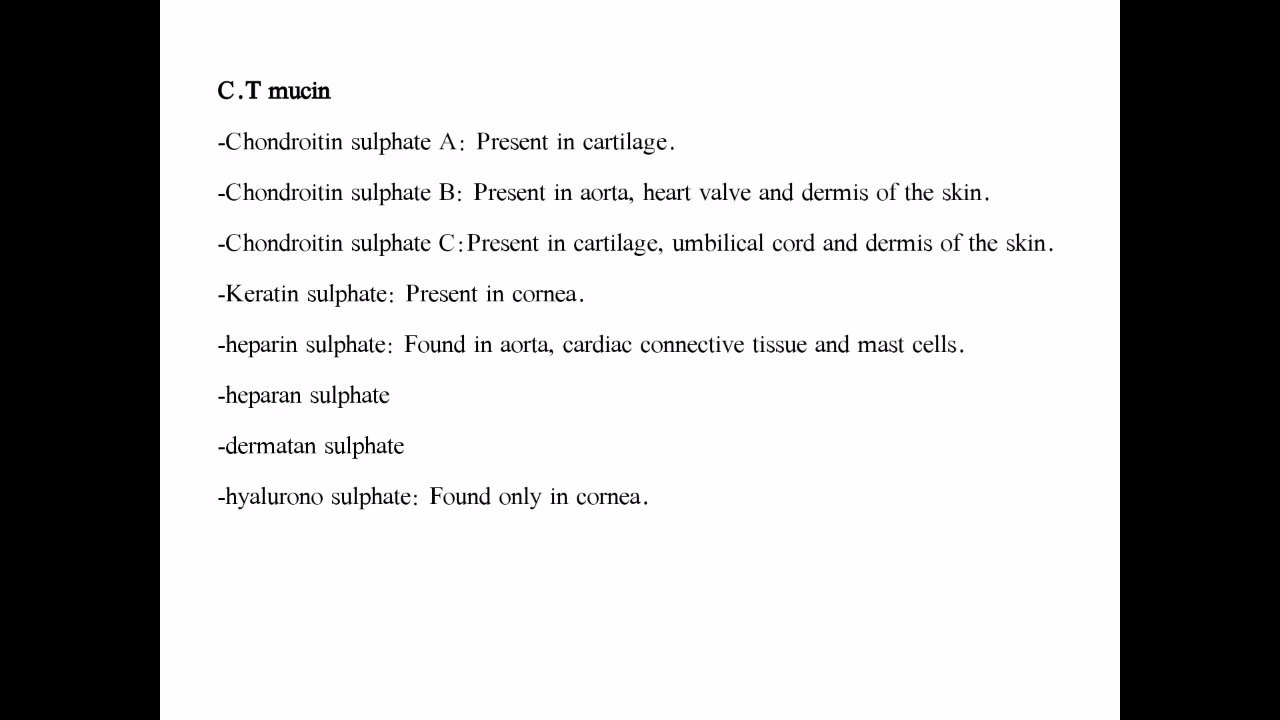 C.T mucin
-Chondroitin sulphate A: Present in cartilage.
-Chondroitin sulphate B: Present in aorta, heart valve and dermis of the skin.
-Chondroitin sulphate C:Present in cartilage, umbilical cord and dermis of the skin.
-Keratin sulphate: Present in cornea.
-heparin sulphate: Found in aorta, cardiac connective tissue and mast cells.
-heparan sulphate
-dermatan sulphate
-hyalurono sulphate: Found only in cornea.